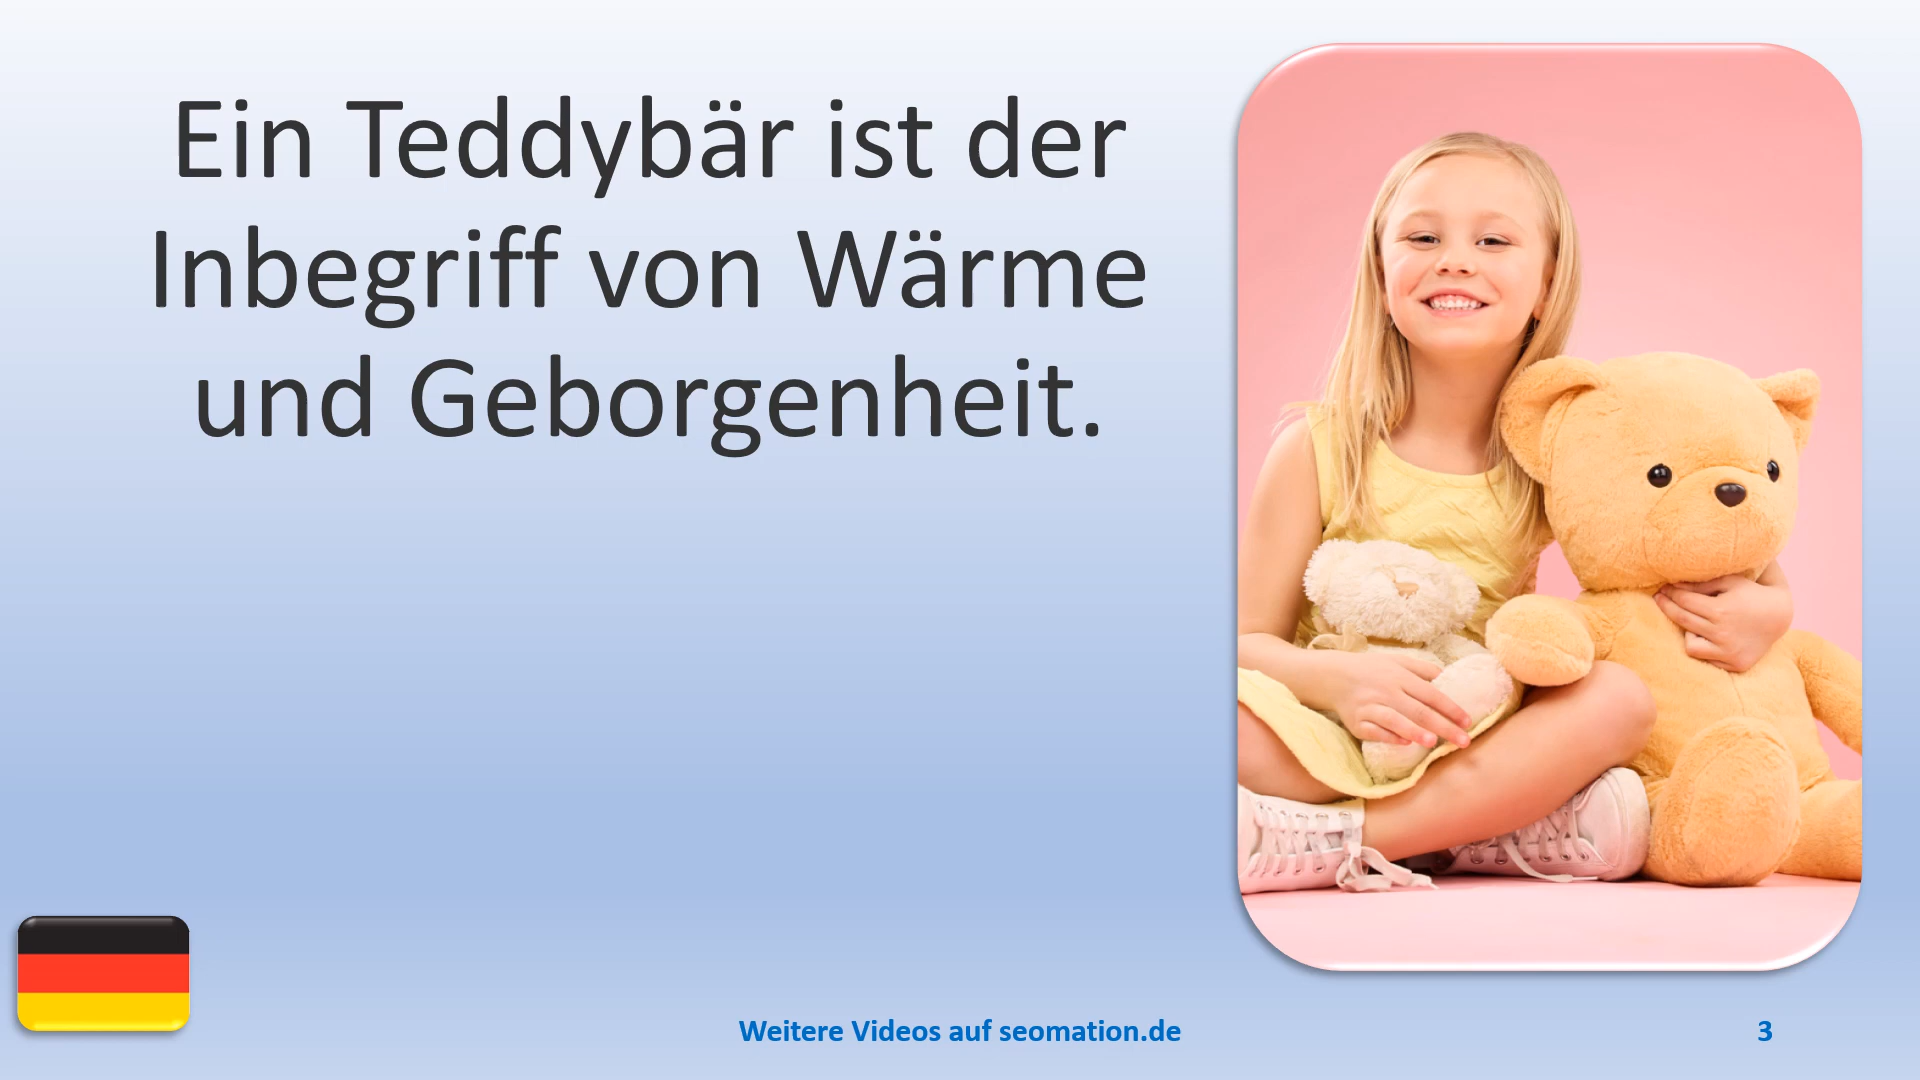 Ein Teddybär ist der
Inbegriff von Wärme
und Geborgenheit.
Weitere Videos auf seomation.de
3